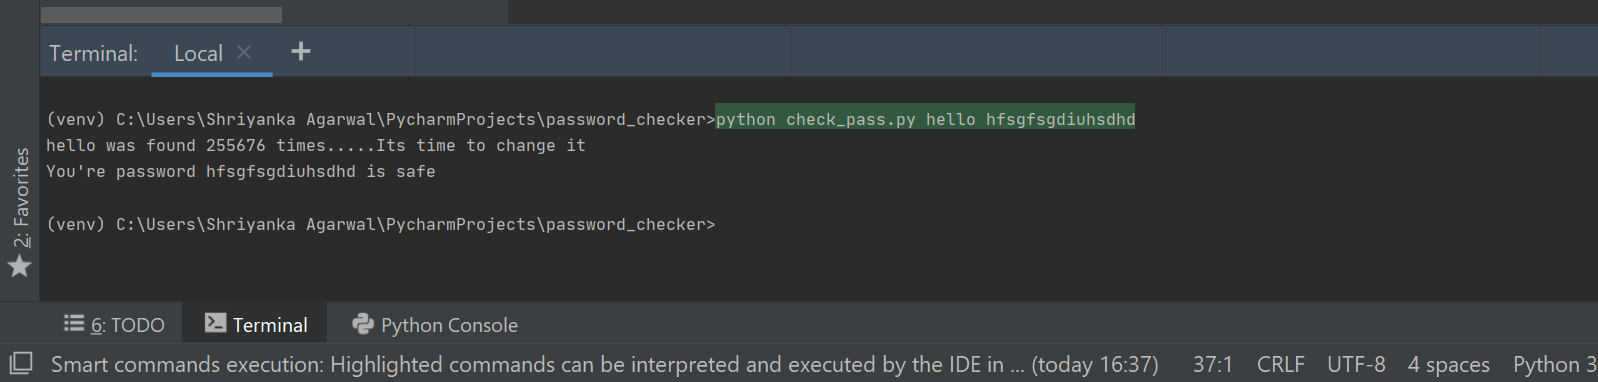 Terminal: Local
(venv) C:\Users\Shriyanka Agarwal\PycharmProjects\password_checker>python check_pass.py hello hfsgfsgdiuhsdhd
hello was found 255676 times.....Its time to change it
You're password hfsgfsgdiuhsdhd is safe
(venv) C:\Users\Shriyanka Agarwal\PycharmProjects\password_checker>
2: Favorites
6: TODO Terminal Python Console
Smart commands execution: Highlighted commands can be interpreted and executed by the IDE in ... (today 16:37) 37:1 CRLF UTF-8 4 spaces Python 3